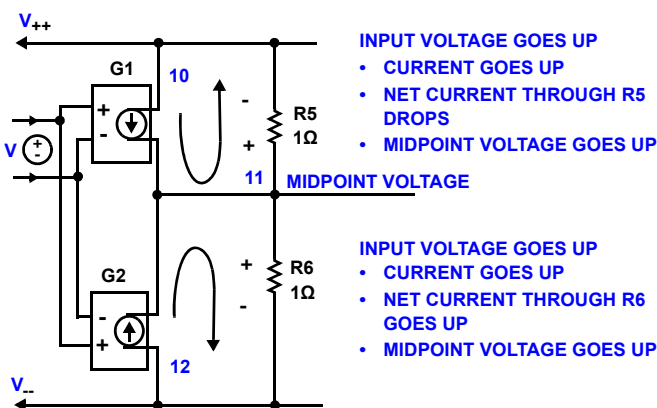 V++
G1
10
+
-
V
+
-
-
R5
1Ω
+
11 MIDPOINT VOLTAGE
INPUT VOLTAGE GOES UP
• CURRENT GOES UP
• NET CURRENT THROUGH R5
DROPS
• MIDPOINT VOLTAGE GOES UP
G2
-
+
12
+
R6
1Ω
-
V--
INPUT VOLTAGE GOES UP
• CURRENT GOES UP
• NET CURRENT THROUGH R6
GOES UP
• MIDPOINT VOLTAGE GOES UP